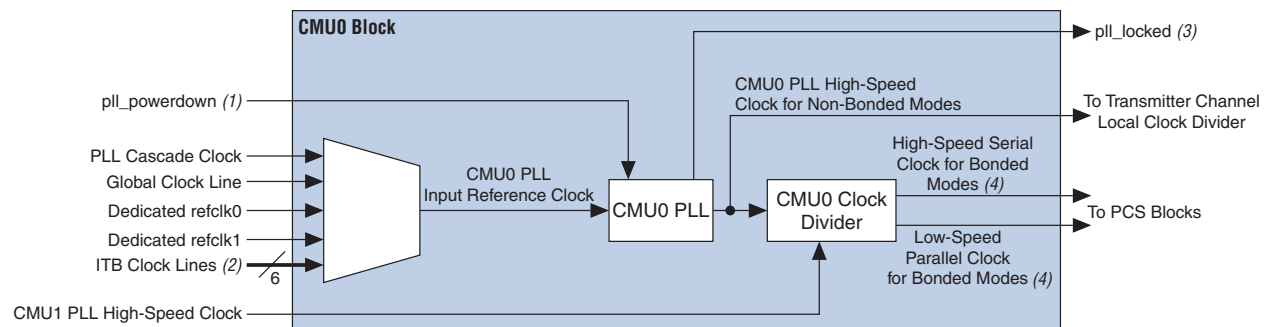 CMU0 Block
pll_locked (3)
pll_powerdown (1)
CMU0 PLL High-Speed
Clock for Non-Bonded Modes
To Transmitter Channel
Local Clock Divider
PLL Cascade Clock
Global Clock Line
Dedicated refclk0
Dedicated refclk1
ITB Clock Lines (2)
6
CMU0 PLL
Input Reference Clock
CMU0 PLL
CMU0 Clock
Divider
High-Speed Serial
Clock for Bonded
Modes (4)
To PCS Blocks
Low-Speed
Parallel Clock
for Bonded Modes (4)
CMU1 PLL High-Speed Clock